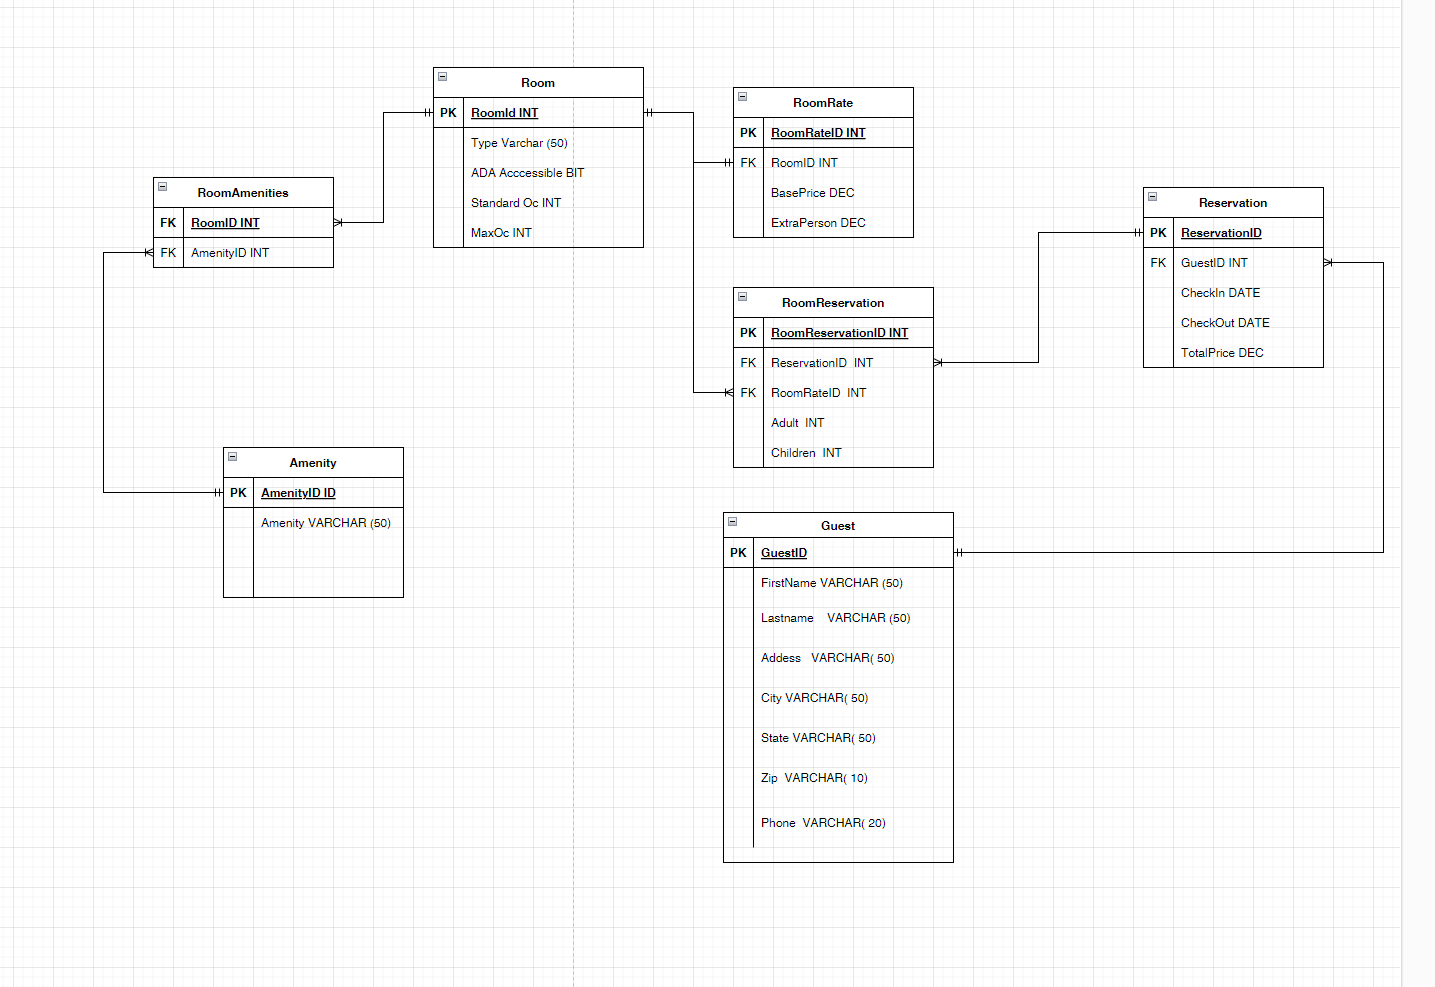 Room
PK RoomId INT
Type Varchar (50)
ADA Acccessible BIT
Standard Oc INT
MaxOc INT
RoomRate
PK RoomRateID INT
FK RoomID INT
BasePrice DEC
ExtraPerson DEC
RoomAmenities
FK RoomID INT
FK AmenityID INT
Reservation
PK ReservationID
FK GuestID INT
CheckIn DATE
CheckOut DATE
TotalPrice DEC
RoomReservation
PK RoomReservationID INT
FK ReservationID INT
FK RoomRateID INT
Adult INT
Children INT
Amenity
PK AmenityID ID
Amenity VARCHAR (50)
Guest
PK GuestID
FirstName VARCHAR (50)
Lastname VARCHAR (50)
Addess VARCHAR( 50)
City VARCHAR( 50)
State VARCHAR( 50)
Zip VARCHAR( 10)
Phone VARCHAR( 20)